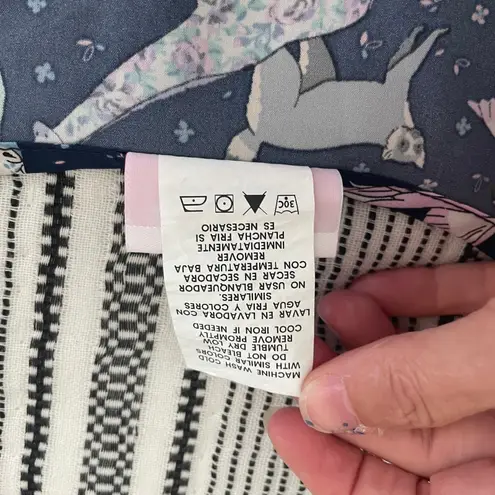 MACHINE WASH COLD
WITH SIMILAR COLORS
DO NOT BLEACH
TUMBLE DRY LOW
REMOVE PROMPTLY
COOL IRON IF NEEDED
LAVAR EN LAVADORA CON
AGUA FRIA Y COLORES
SIMILARES.
NO USAR BLANQUEADOR
SECAR EN SECADORA
CON TEMPERATURA BAJA
REMOVER
INMEDIATAMENTE
PLANCHA FRIA SI
ES NECESARIO
30°